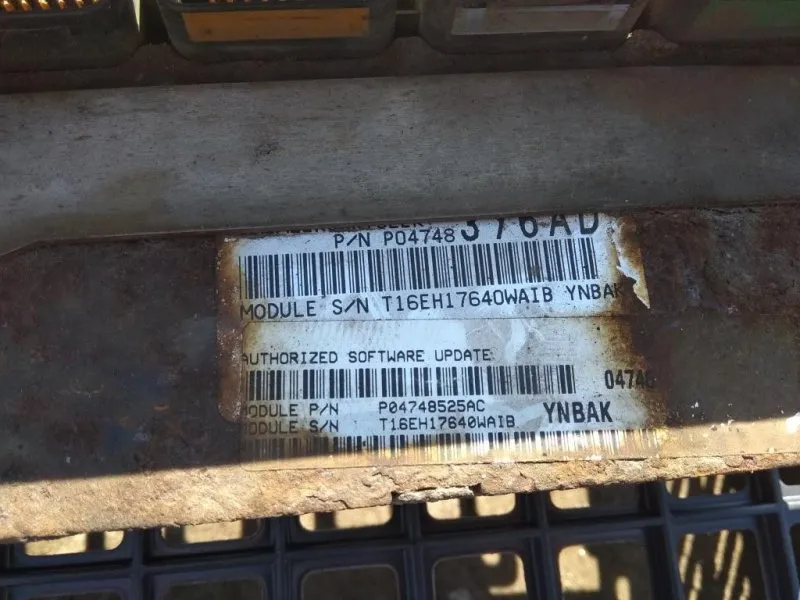 P/N P04748376AD
MODULE S/N T16EH17640WAIB YNBAK
AUTHORIZED SOFTWARE UPDATE
MODULE P/N P04748525AC
MODULE S/N T16EH17640WAIB YNBAK